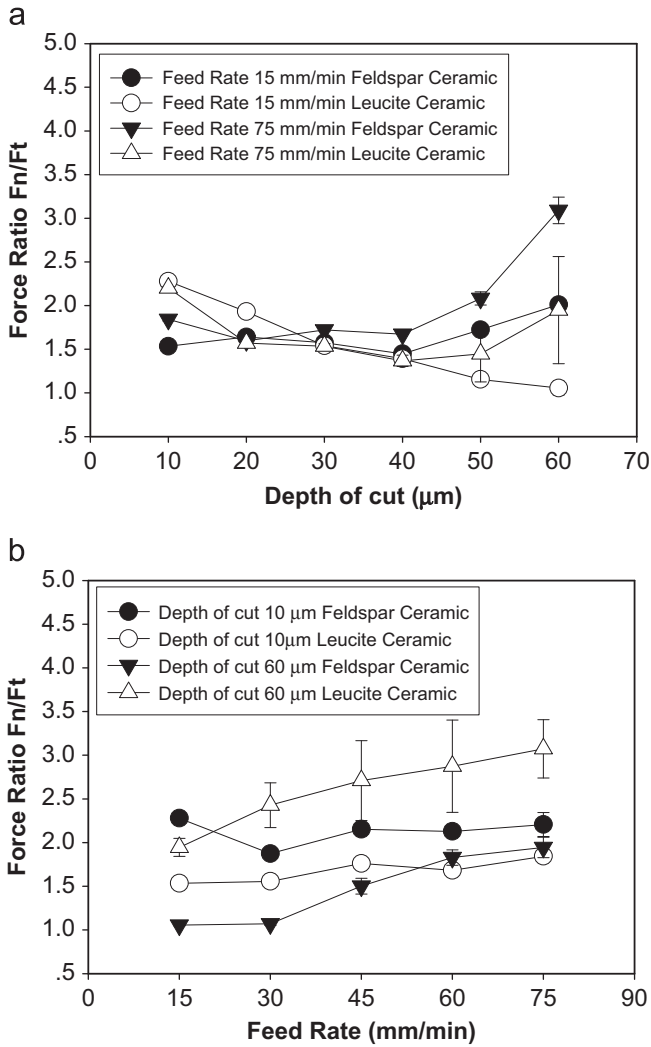 a
5.0
Feed Rate 15 mm/min Feldspar Ceramic
4.5
Feed Rate 15 mm/min Leucite Ceramic
Feed Rate 75 mm/min Feldspar Ceramic
4.0
Feed Rate 75 mm/min Leucite Ceramic
3.5
3.0
2.5
2.0
1.5
1.0
.5
Force Ratio Fn/Ft
0 10 20 30 40 50 60 70
Depth of cut (μm)
b
5.0
Depth of cut 10 μm Feldspar Ceramic
4.5
Depth of cut 10μm Leucite Ceramic
Depth of cut 60 μm Feldspar Ceramic
4.0
Depth of cut 60 μm Leucite Ceramic
3.5
3.0
2.5
2.0
1.5
1.0
.5
Force Ratio Fn/Ft
0 15 30 45 60 75 90
Feed Rate (mm/min)